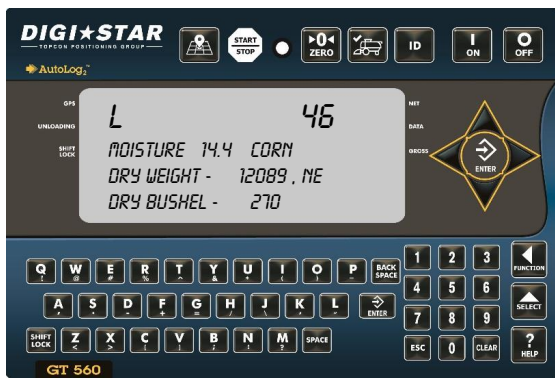 DIGI★STAR
TOPCON POSITIONING GROUP
AutoLog2™
START STOP
▶0◀ ZERO
ID
I ON
O OFF
GPS
UNLOADING
SHIFT LOCK
L 46
MOISTURE 14.4 CORN
DRY WEIGHT - 12089 , NE
DRY BUSHEL - 270
NET
DATA
GROSS
ENTER
Q W @ E # R % T ^ Y & U * I ( O ) P BACK SPACE
A S D F + G = H / J \ K L ENTER
SHIFT LOCK Z < X > C [ V ] B ; N : M ? SPACE
1 2 3 FUNCTION
4 5 6 SELECT
7 8 9
ESC 0 CLEAR ? HELP
GT 560